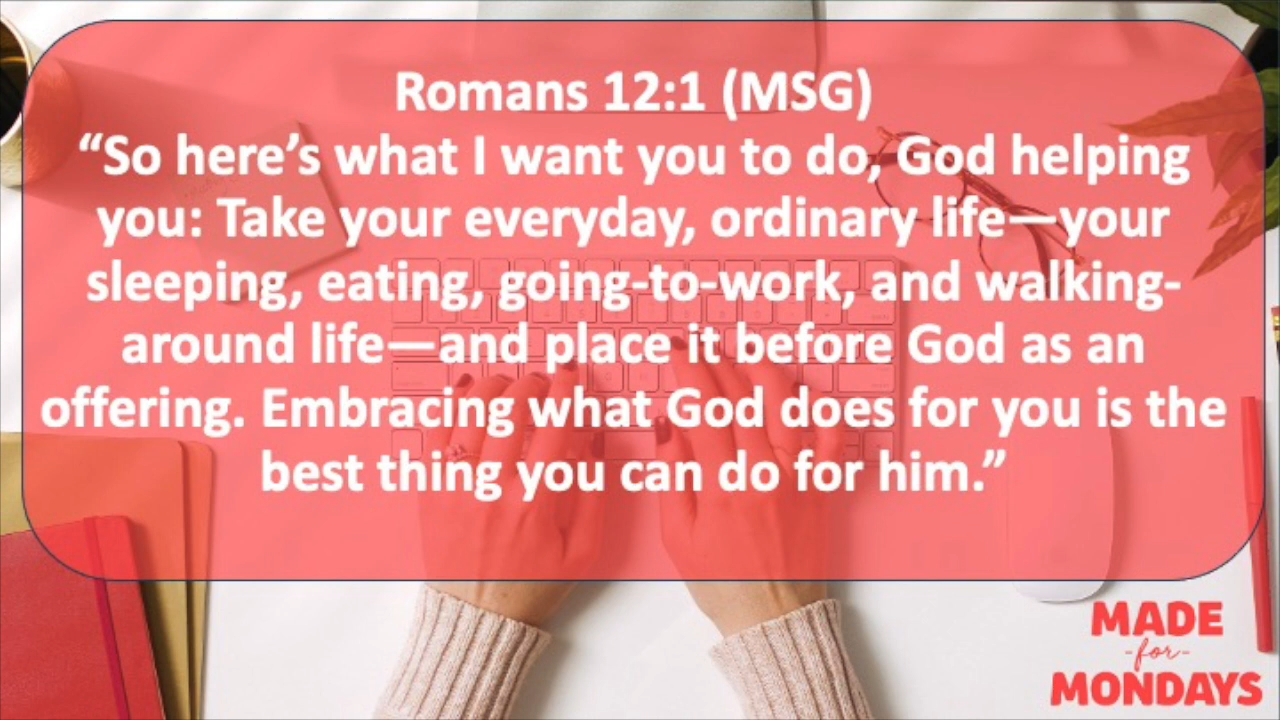 Romans 12:1 (MSG)
“So here’s what I want you to do, God helping
you: Take your everyday, ordinary life—your
sleeping, eating, going-to-work, and walking-
around life—and place it before God as an
offering. Embracing what God does for you is the
best thing you can do for him.”
MADE
-for-
MONDAYS